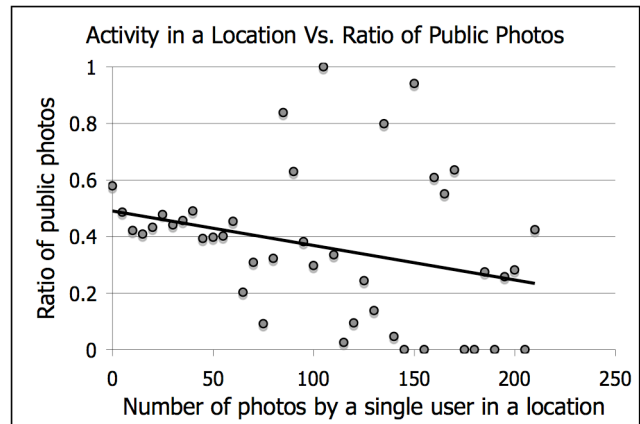 Activity in a Location Vs. Ratio of Public Photos
Ratio of public photos
1
0.8
0.6
0.4
0.2
0
0 50 100 150 200 250
Number of photos by a single user in a location